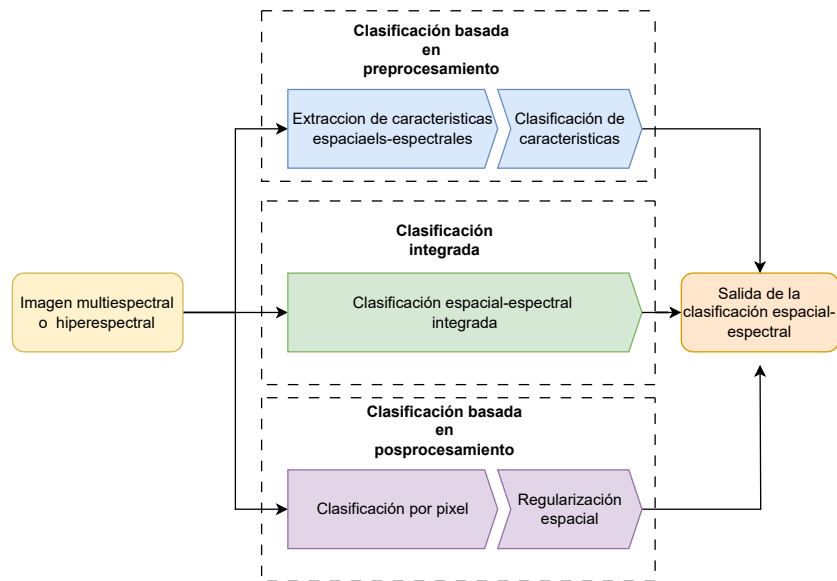 Clasificación basada
en
preprocesamiento
Extraccion de caracteristicas
espaciaels-espectrales
Clasificación de
caracteristicas
Clasificación
integrada
Imagen multiespectral
o hiperespectral
Clasificación espacial-espectral
integrada
Salida de la
clasificación espacial-
espectral
Clasificación basada
en
posprocesamiento
Clasificación por pixel
Regularización
espacial